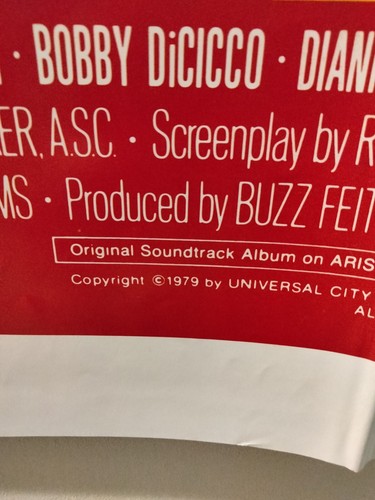 · BOBBY DiCICCO · DIAN
ER, A.S.C. · Screenplay by R
MS · Produced by BUZZ FEIT
Original Soundtrack Album on ARIS
Copyright ©1979 by UNIVERSAL CITY
AL